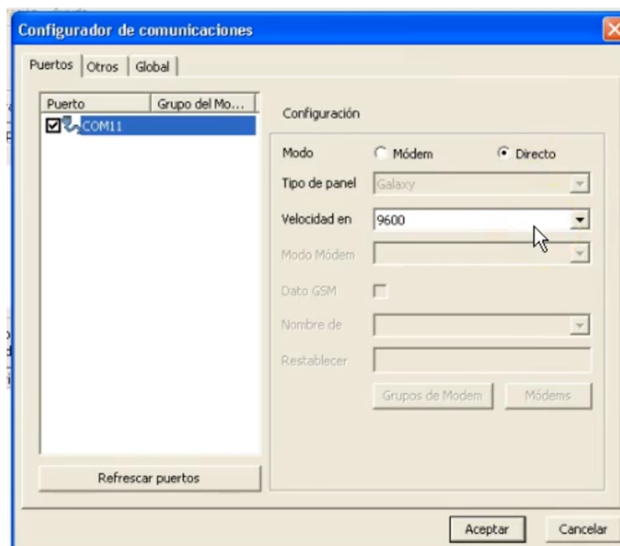 Configurador de comunicaciones
Puertos Otros Global
Puerto Grupo del Mo...
COM11
Configuración
Modo Módem Directo
Tipo de panel Galaxy
Velocidad en 9600
Modo Módem
Dato GSM
Nombre de
Restablecer
Grupos de Modem Módems
Refrescar puertos
Aceptar Cancelar